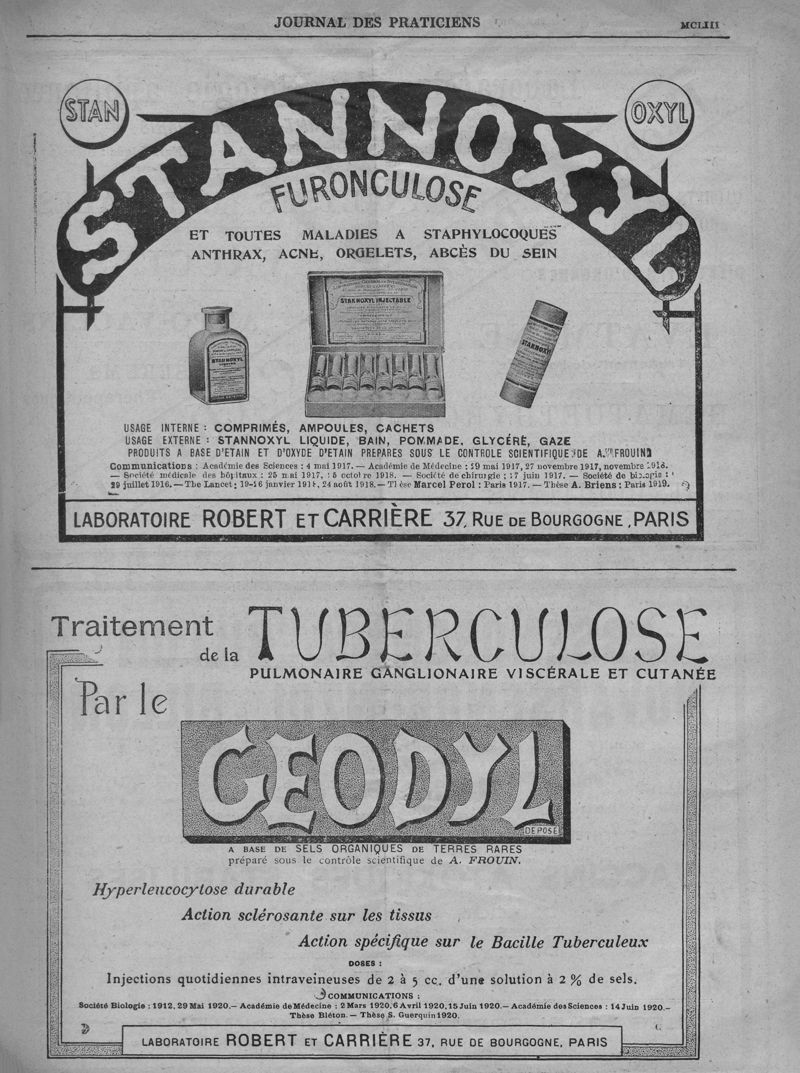 JOURNAL DES PRATICIENS
MCLIII
STAN
OXYL
STANNOXYL
FURONCULOSE
ET TOUTES MALADIES A STAPHYLOCOQUES
ANTHRAX, ACNE, ORGELETS, ABCÈS DU SEIN
STANNOXYL INJECTABLE
STANNOXYL
STANNOXYL
USAGE INTERNE : COMPRIMÉS, AMPOULES, CACHETS
USAGE EXTERNE : STANNOXYL LIQUIDE, BAIN, POMMADE, GLYCÉRÉ, GAZE
PRODUITS A BASE D'ETAIN ET D'OXYDE D'ETAIN PREPARES SOUS LE CONTROLE SCIENTIFIQUE DE A. FROUIN
Communications : Académie des Sciences : 4 mai 1917. — Académie de Médecine : 29 mai 1917, 27 novembre 1917, novembre 1918.
— Société médicale des hôpitaux : 25 mai 1917, octobre 1918. — Société de chirurgie : 17 juin 1917. — Société de biologie :
29 juillet 1916. — The Lancet ; 19-16 janvier 1918, 24 août 1918. — Thèse Marcel Perol : Paris 1917. — Thèse A. Briens : Paris 1919.
LABORATOIRE ROBERT ET CARRIÈRE 37, RUE DE BOURGOGNE, PARIS
Traitement
de la TUBERCULOSE
PULMONAIRE GANGLIONAIRE VISCÉRALE ET CUTANÉE
Par le
GEODYL
DEPOSÉ
A BASE DE SELS ORGANIQUES DE TERRES RARES
préparé sous le contrôle scientifique de A. FROUIN.
Hyperleucocytose durable
Action sclérosante sur les tissus
Action spécifique sur le Bacille Tuberculeux
DOSES :
Injections quotidiennes intraveineuses de 2 à 5 cc. d'une solution à 2 % de sels.
COMMUNICATIONS :
Société Biologie : 1912, 29 Mai 1920. — Académie de Médecine : 2 Mars 1920. 6 Avril 1920, 15 Juin 1920. — Académie des Sciences : 14 Juin 1920. —
Thèse Bléton. — Thèse S. Guerquin 1920.
LABORATOIRE ROBERT ET CARRIÈRE 37, RUE DE BOURGOGNE, PARIS